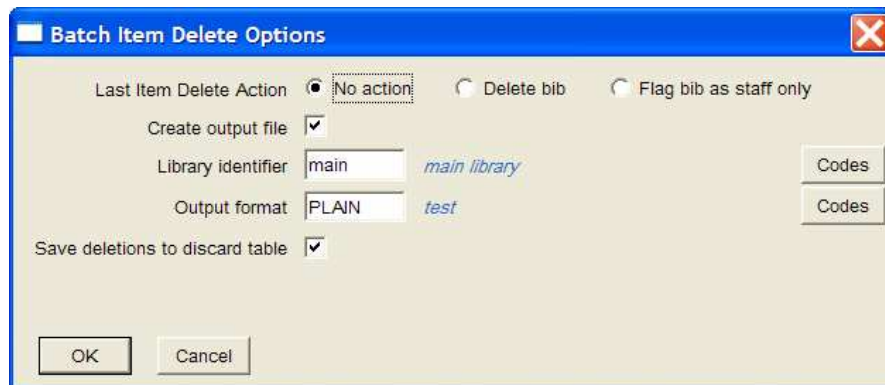 Batch Item Delete Options
Last Item Delete Action No action Delete bib Flag bib as staff only
Create output file
Library identifier main main library Codes
Output format PLAIN test Codes
Save deletions to discard table
OK Cancel